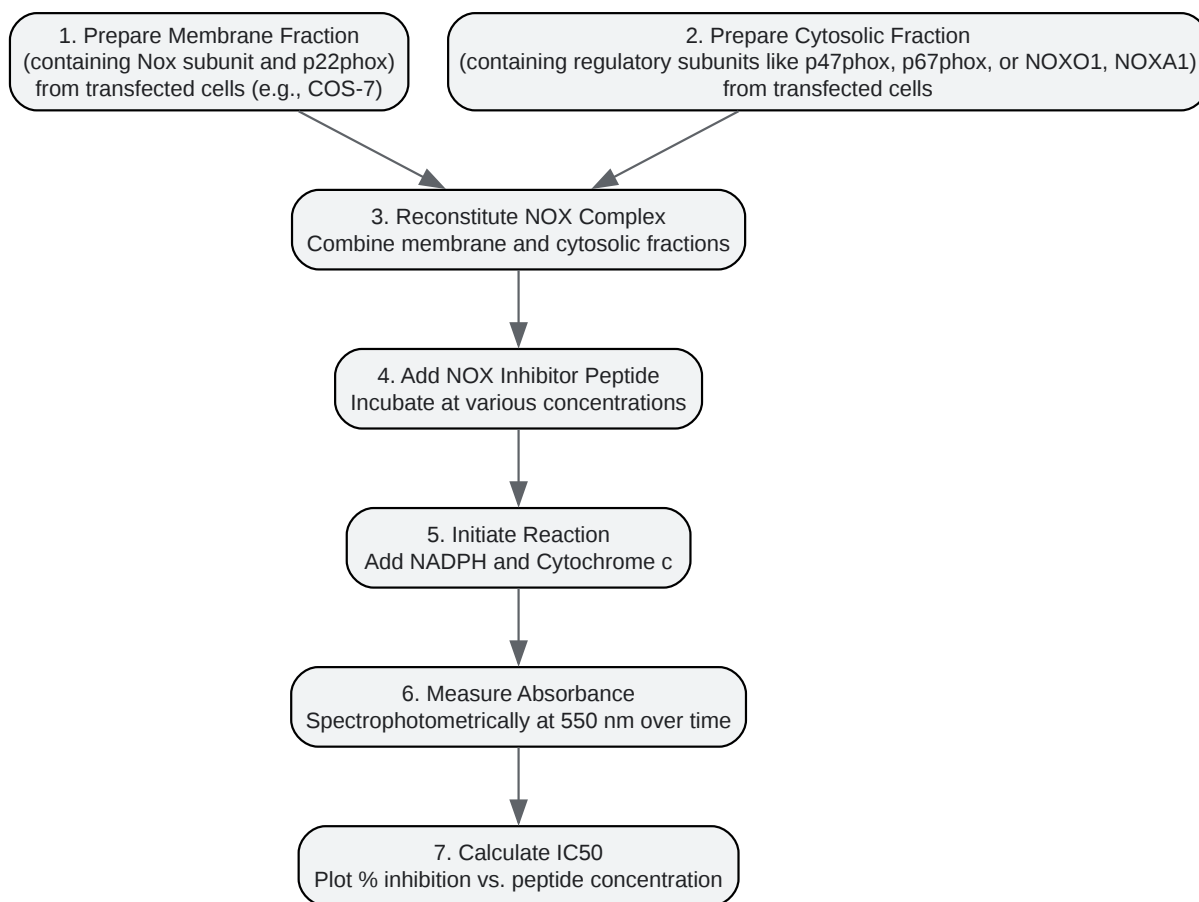 1. Prepare Membrane Fraction
(containing Nox subunit and p22phox)
from transfected cells (e.g., COS-7)
2. Prepare Cytosolic Fraction
(containing regulatory subunits like p47phox, p67phox, or NOXO1, NOXA1)
from transfected cells
3. Reconstitute NOX Complex
Combine membrane and cytosolic fractions
4. Add NOX Inhibitor Peptide
Incubate at various concentrations
5. Initiate Reaction
Add NADPH and Cytochrome c
6. Measure Absorbance
Spectrophotometrically at 550 nm over time
7. Calculate IC50
Plot % inhibition vs. peptide concentration